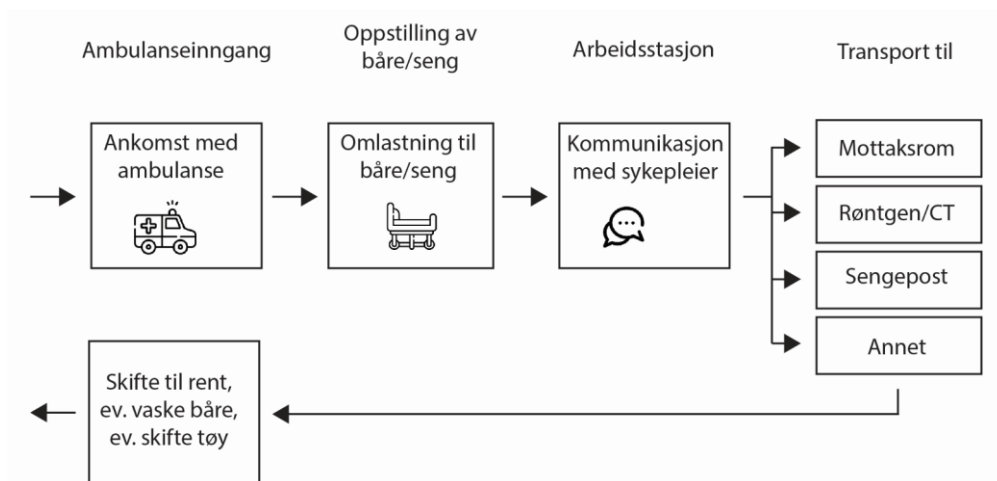 Ambulanseinngang
Oppstilling av
båre/seng
Arbeidsstasjon
Transport til
Ankomst med
ambulanse
Omlastning til
båre/seng
Kommunikasjon
med sykepleier
Mottaksrom
Røntgen/CT
Sengepost
Annet
Skifte til rent,
ev. vaske båre,
ev. skifte tøy